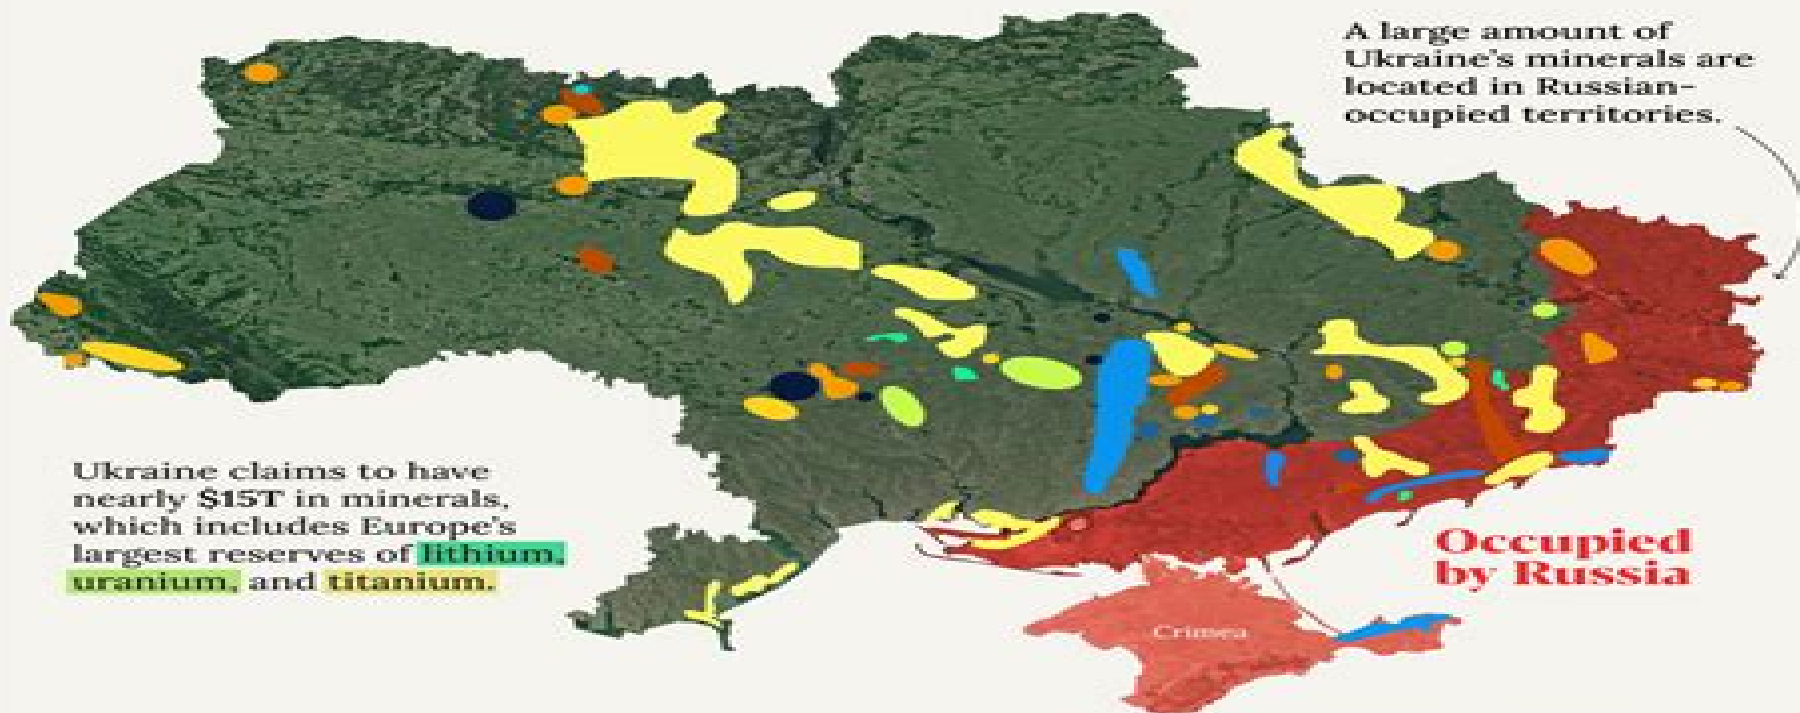 A large amount of
Ukraine's minerals are
located in Russian-
occupied territories.
Ukraine claims to have
nearly $15T in minerals,
which includes Europe's
largest reserves of lithium,
uranium, and titanium.
Occupied
by Russia
Crimea